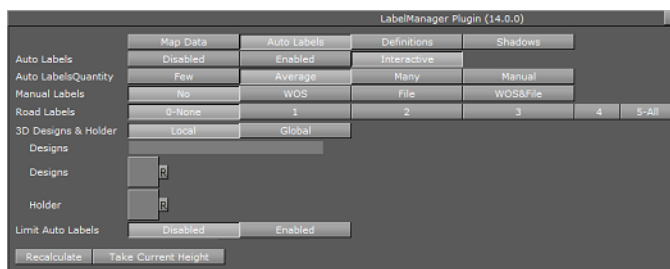 LabelManager Plugin (14.0.0)
Map Data Auto Labels Definitions Shadows
Auto Labels Disabled Enabled Interactive
Auto LabelsQuantity Few Average Many Manual
Manual Labels No WOS File WOS&File
Road Labels 0-None 1 2 3 4 5-All
3D Designs & Holder Local Global
Designs
Designs R
Holder R
Limit Auto Labels Disabled Enabled
Recalculate Take Current Height